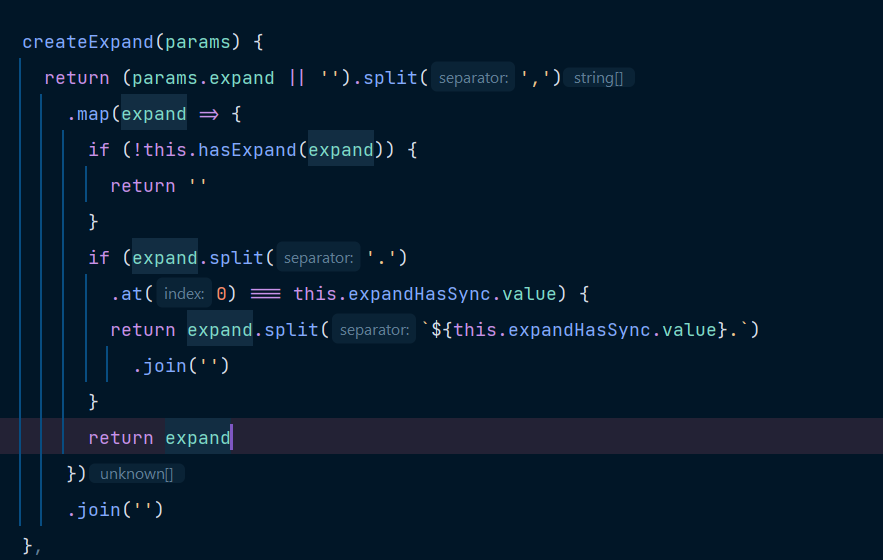 createExpand(params) {
return (params.expand || '').split( separator: ',') string[]
.map(expand => {
if (!this.hasExpand(expand)) {
return ''
}
if (expand.split( separator: '.')
.at( index: 0) === this.expandHasSync.value) {
return expand.split( separator: `${this.expandHasSync.value}.`)
.join('')
}
return expand
}) unknown[]
.join('')
},